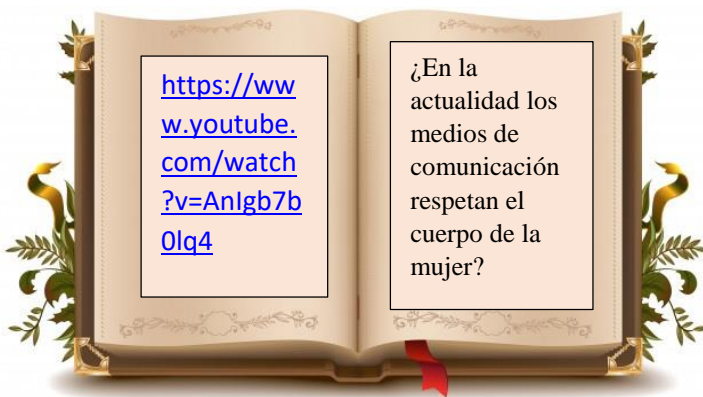 https://ww
w.youtube.
com/watch
?v=AnIgb7b
0lq4
¿En la
actualidad los
medios de
comunicación
respetan el
cuerpo de la
mujer?